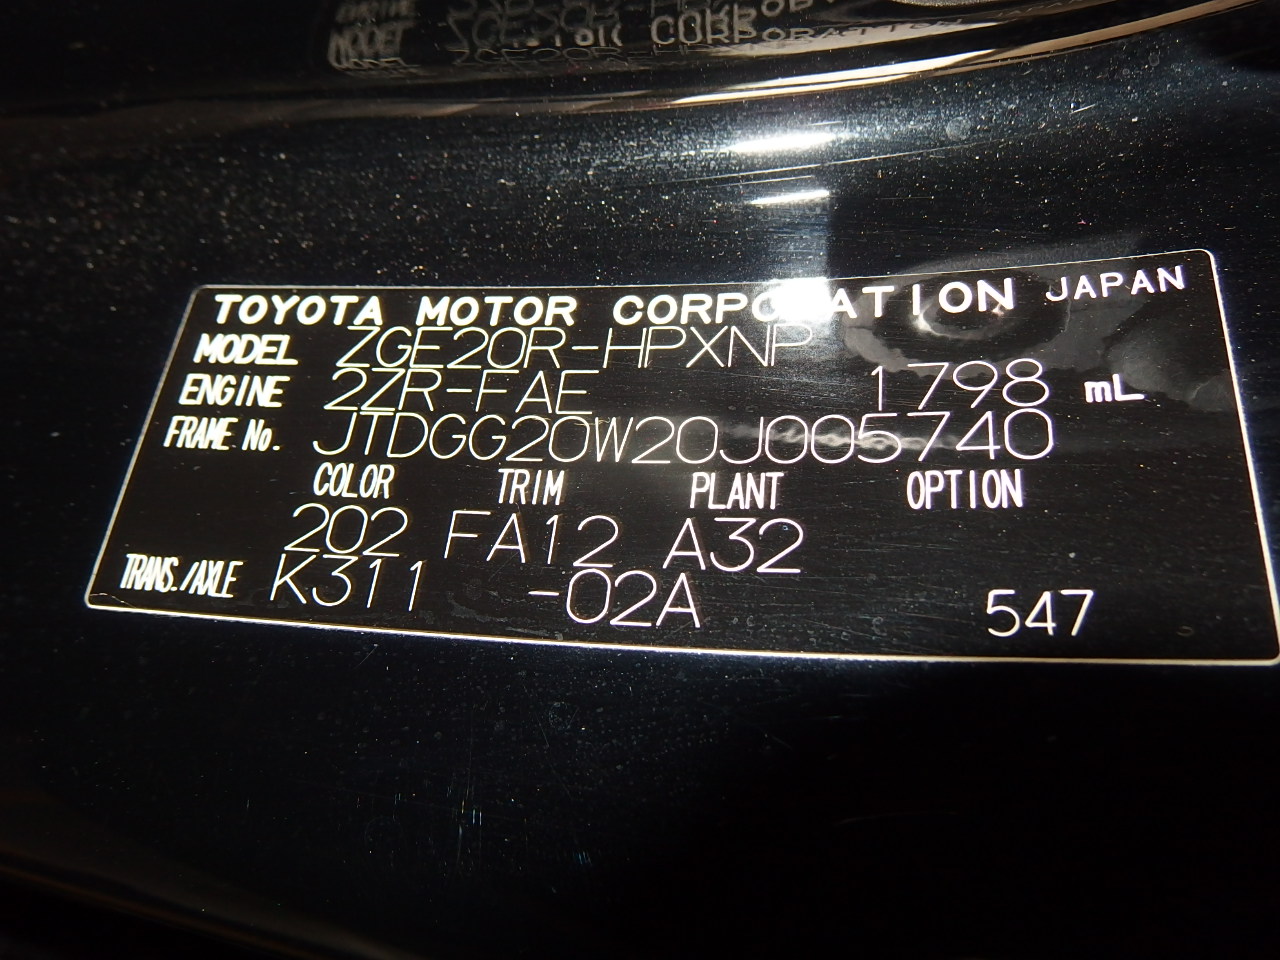 TOYOTA MOTOR CORPORATION JAPAN
MODEL ZGE20R-HPXNP
ENGINE 2ZR-FAE 1798 mL
FRAME No. JTDGG20W20J005740
COLOR TRIM PLANT OPTION
202 FA12 A32
TRANS./AXLE K311 -02A 547